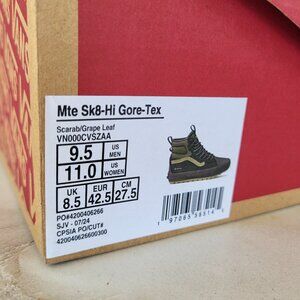 Mte Sk8-Hi Gore-Tex
Scarab/Grape Leaf
VN000CVSZAA
9.5 US MEN
11.0 US WOMEN
UK EUR CM
8.5 42.5 27.5
PO#4200406266
SJV - 07/24
CPSIA PO/CUT#
420040626600300